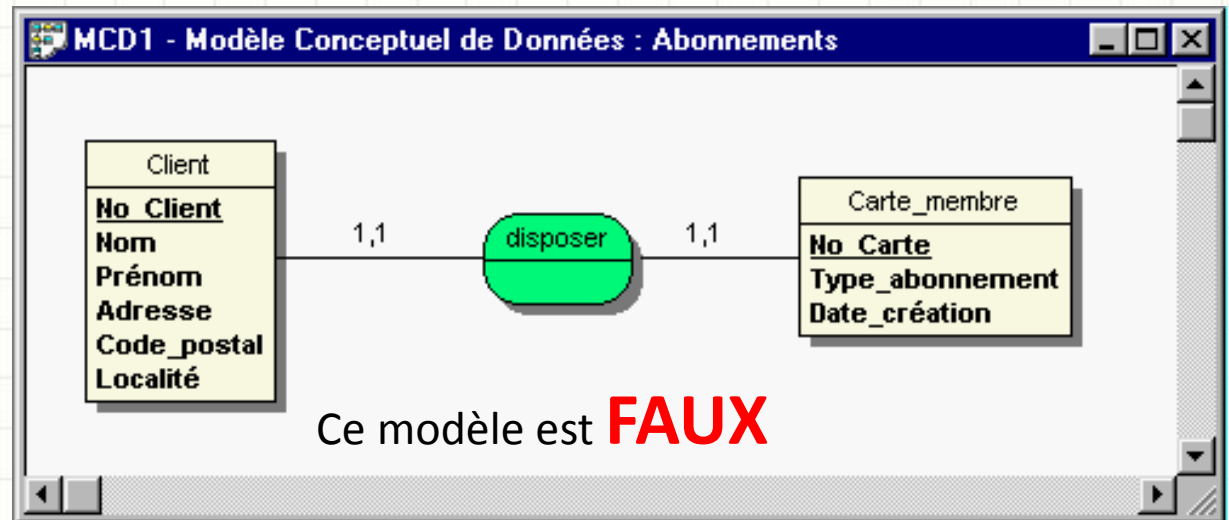 MCD1 - Modèle Conceptuel de Données : Abonnements
Client
No_Client
Nom
Prénom
Adresse
Code_postal
Localité
1,1
disposer
1,1
Carte_membre
No_Carte
Type_abonnement
Date_création
Ce modèle est FAUX